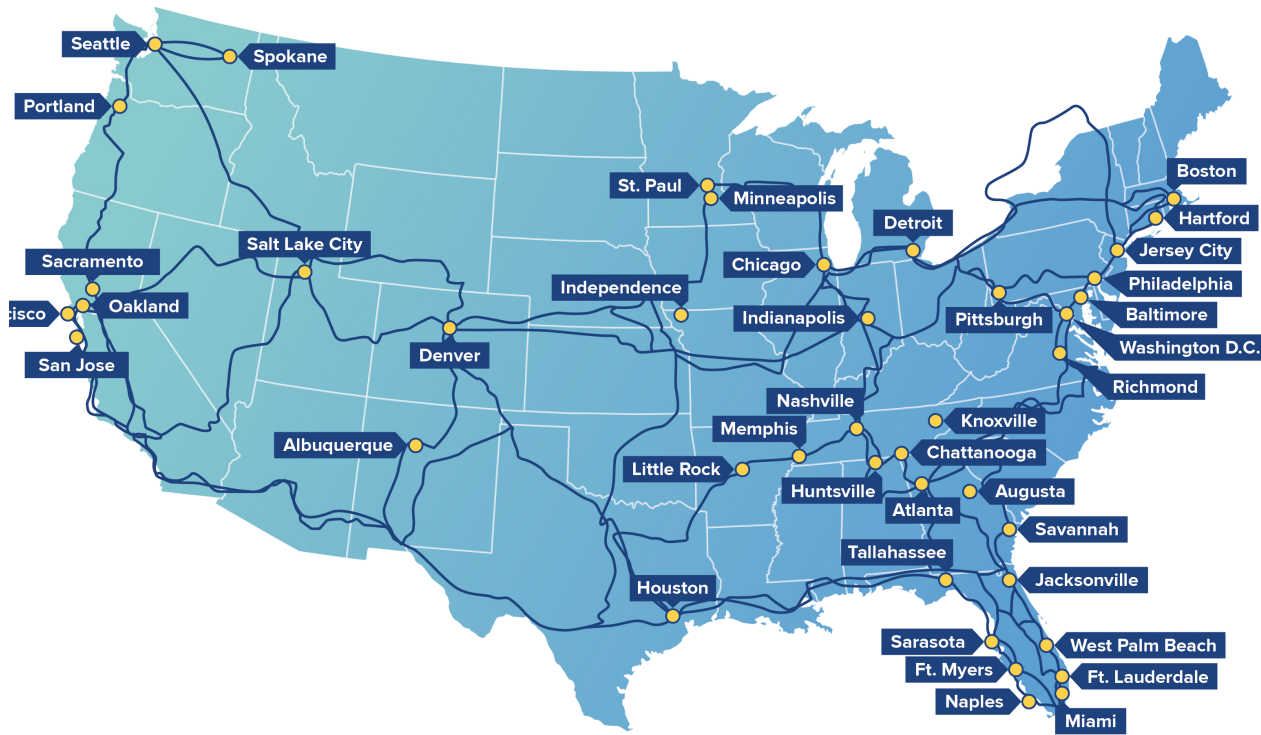 Seattle
Spokane
Portland
Boston
St. Paul
Minneapolis
Hartford
Detroit
Salt Lake City
Jersey City
Sacramento
Chicago
Philadelphia
Independence
Oakland
cisco
Indianapolis
Pittsburgh
Baltimore
Washington D.C.
Denver
San Jose
Richmond
Nashville
Knoxville
Memphis
Albuquerque
Chattanooga
Little Rock
Huntsville
Augusta
Atlanta
Savannah
Tallahassee
Jacksonville
Houston
Sarasota
West Palm Beach
Ft. Myers
Ft. Lauderdale
Naples
Miami